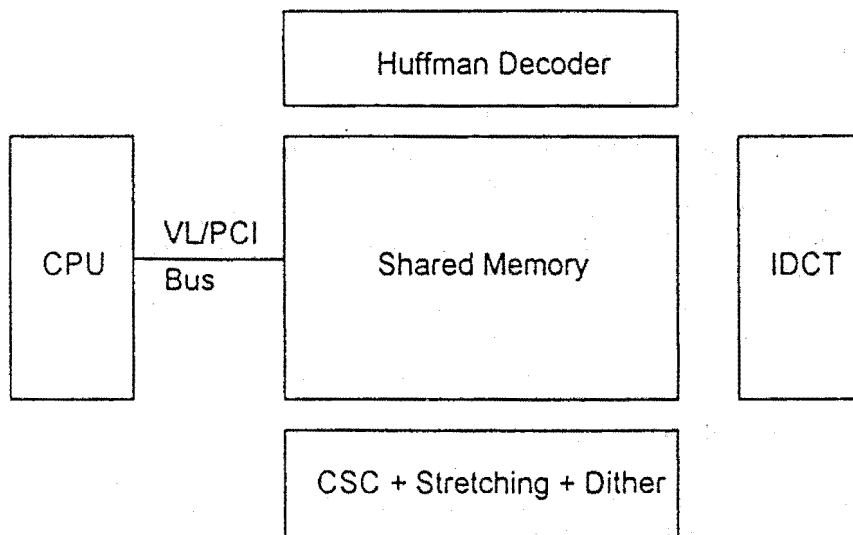 Huffman Decoder
VL/PCI
CPU
Shared Memory
IDCT
Bus
CSC + Stretching + Dither